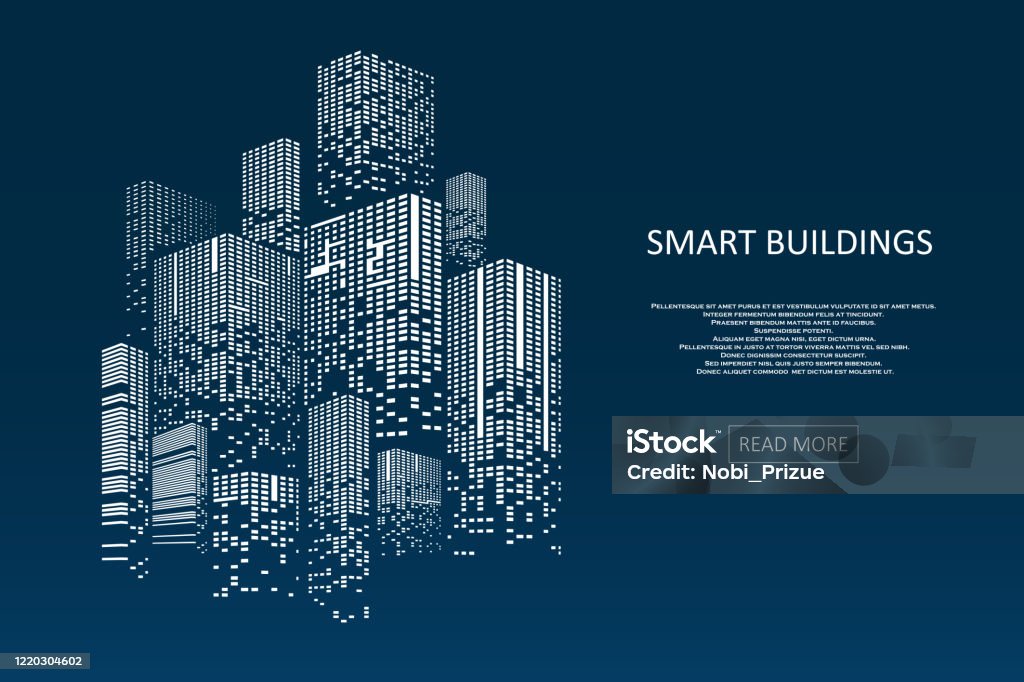 SMART BUILDINGS
PELLENTESQUE SIT AMET PURUS ET EST VESTIBULUM VULPUTATE ID SIT AMET METUS.
INTEGER FERMENTUM BIBENDUM FELIS AT TINCIDUNT.
PRAESENT BIBENDUM MATTIS ANTE ID FAUCIBUS.
SUSPENDISSE POTENTI.
ALIQUAM EGET MAGNA NISI, EGET DICTUM URNA.
PELLENTESQUE IN JUSTO AT TORTOR VIVERRA MATTIS VEL SED NIBH.
DONEC DIGNISSIM CONSECTETUR SUSCIPIT.
SED IMPERDIET NISL QUIS JUSTO SEMPER BIBENDUM.
DONEC ALIQUET COMMODO MET DICTUM EST MOLESTIE UT.
iStock™
READ MORE
Credit: Nobi_Prizue
1220304602